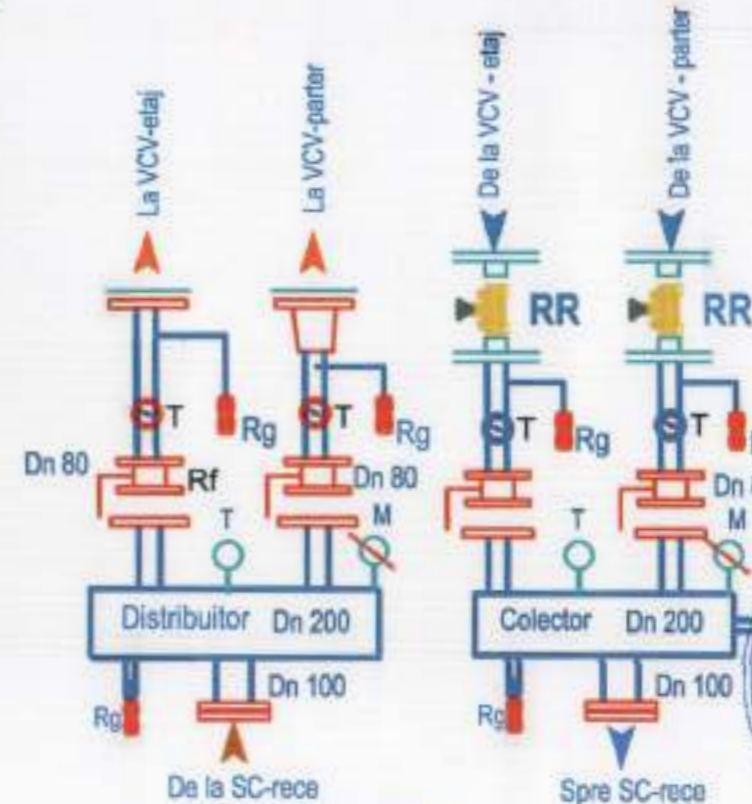 La VCV-etaj
La VCV-parter
De la VCV - etaj
De la VCV - parter
RR
RR
T
Rg
T
Rg
T
Rg
T
Dn 80
Rf
Dn 80
Dn
T
M
T
M
Distribuitor Dn 200
Colector Dn 200
Rg
Dn 100
Rg
Dn 100
De la SC-rece
Spre SC-rece